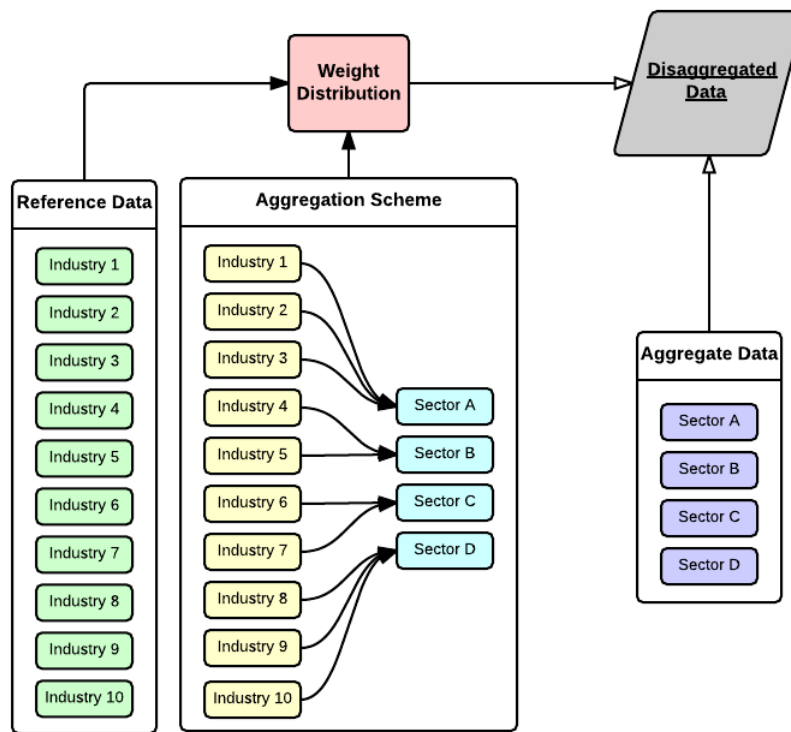 Weight
Distribution
Disaggregated
Data
Reference Data
Industry 1
Industry 2
Industry 3
Industry 4
Industry 5
Industry 6
Industry 7
Industry 8
Industry 9
Industry 10
Aggregation Scheme
Industry 1
Industry 2
Industry 3
Industry 4
Industry 5
Industry 6
Industry 7
Industry 8
Industry 9
Industry 10
Sector A
Sector B
Sector C
Sector D
Aggregate Data
Sector A
Sector B
Sector C
Sector D